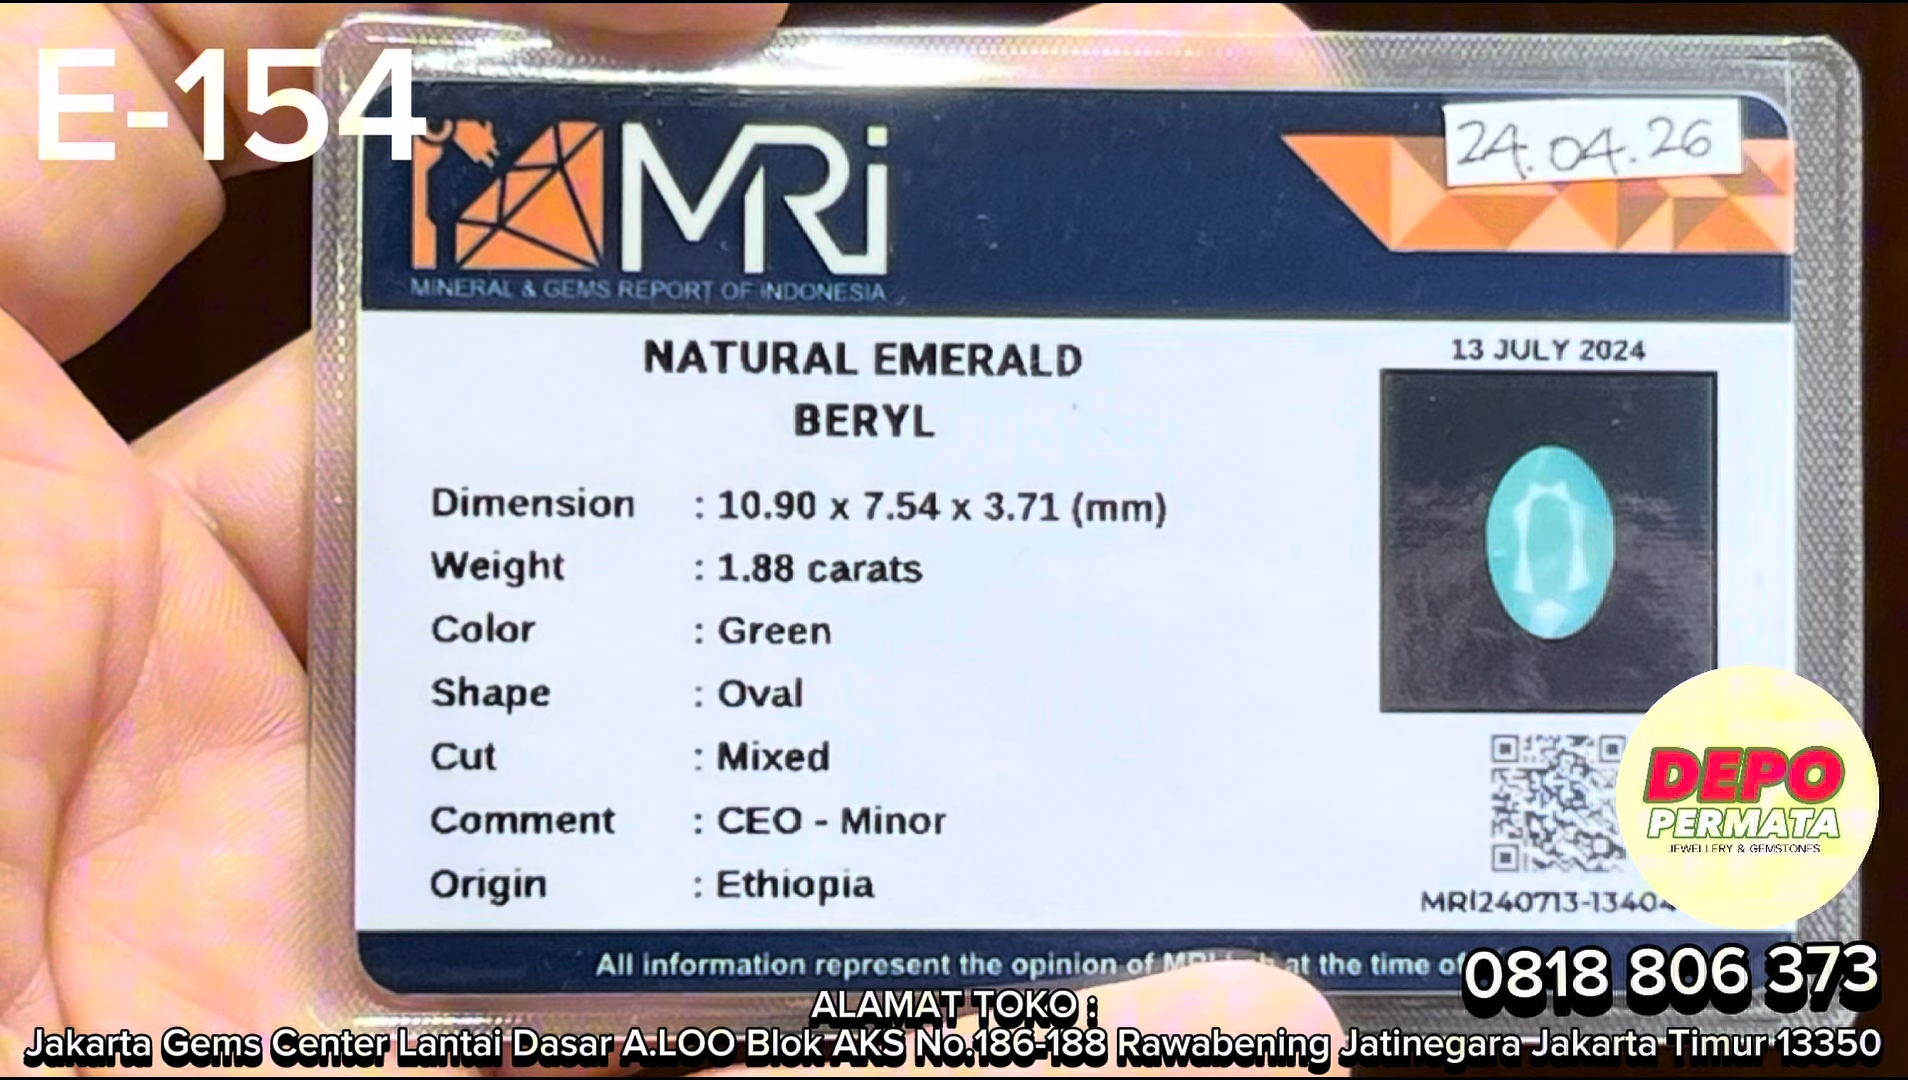 E-154
24.04.26
MRi
MINERAL & GEMS REPORT OF INDONESIA
NATURAL EMERALD
BERYL
13 JULY 2024
Dimension : 10.90 x 7.54 x 3.71 (mm)
Weight : 1.88 carats
Color : Green
Shape : Oval
Cut : Mixed
Comment : CEO - Minor
Origin : Ethiopia
DEPO
PERMATA
JEWELLERY & GEMSTONES
MRI240713-13404
All information represent the opinion of at the time of
0818 806 373
ALAMAT TOKO :
Jakarta Gems Center Lantai Dasar A.LOO Blok AKS No.186-188 Rawabening Jatinegara Jakarta Timur 13350